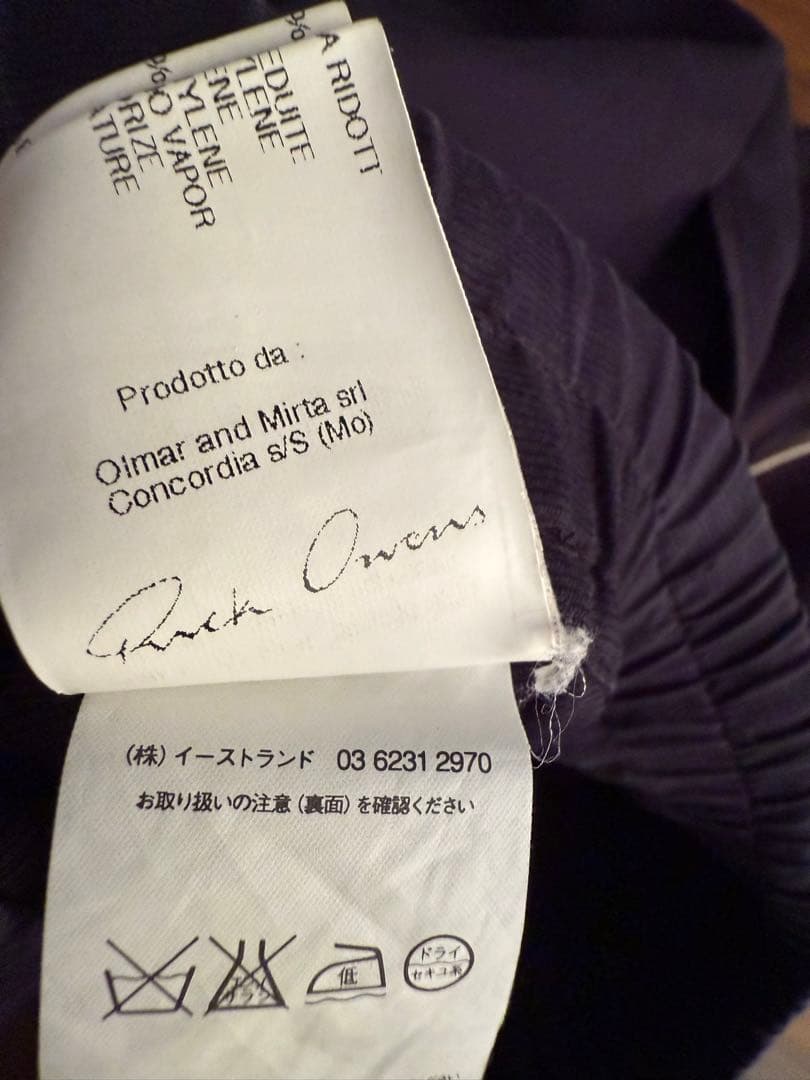 A RIDOTT
EDUITE
YLENE
ENE
YLENE
O VAPOR
RIZE
ATURE
Prodotto da :
Olmar and Mirta srl
Concordia s/S (Mo)
Rick Owens
(株) イーストランド 03 6231 2970
お取り扱いの注意 (裏面) を確認ください
低
ドライ
セキユ系